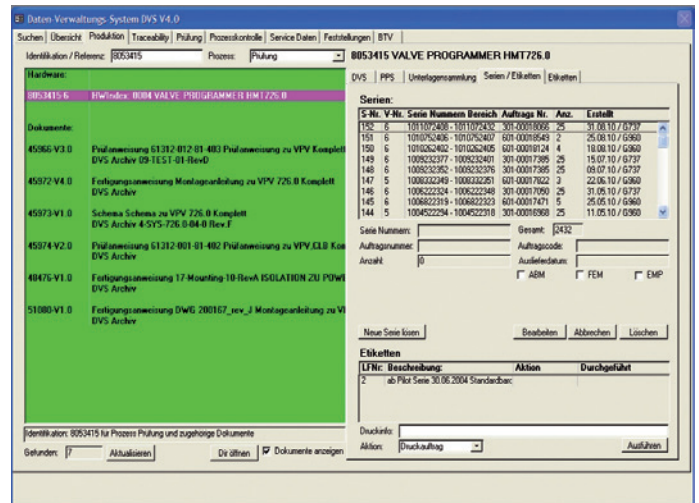 Daten-Verwaltungs-System DVS V4.0
Suchen Übersicht Produktion Traceability Prüfung Prozesskontrolle Service Daten Feststellungen BTV
Identifikation / Referenz: 8053415 Prozess: Prüfung
8053415 VALVE PROGRAMMER HMT726.0
Hardware:
8053415-6 HWIndex: 0004 VALVE PROGRAMMER HMT726.0
Dokumente:
45966-V3.0 Prüfanweisung 61312-012-81-403 Prüfanweisung zu VPV Komplett
DVS Archiv 09-TEST-01-RevD
45972-V4.0 Fertigungsanweisung Montageanleitung zu VPV 726.0 Komplett
DVS Archiv
45973-V1.0 Schema Schema zu VPV 726.0 Komplett
DVS Archiv 4-SYS-726.0-04-0 Rev.F
45974-V2.0 Prüfanweisung 61312-001-81-402 Prüfanweisung zu VPV,CLB Kom
DVS Archiv
48476-V1.0 Fertigungsanweisung 17-Mounting-10-RevA ISOLATION ZU POWE
DVS Archiv
51080-V1.0 Fertigungsanweisung DWG 200167_rev_J Montageanleitung zu VI
DVS Archiv
Identifikation: 8053415 für Prozess Prüfung und zugehörige Dokumente
Gefunden: 7 Aktualisieren Dir öffnen Dokumente anzeigen
DVS PPS Unterlagensammlung Serien / Etiketten Etiketten
Serien:
S-Nr. V-Nr. Serie Nummern Bereich Auftrags Nr. Anz. Erstellt
152 6 1011072408 - 1011072432 301-00018066 25 31.08.10 / G737
151 6 1010752406 - 1010752407 601-00018549 2 25.08.10 / G960
150 6 1010262402 - 1010262405 601-00018124 4 18.08.10 / G960
149 6 1009232377 - 1009232401 301-00017385 25 15.07.10 / G737
148 6 1009232352 - 1009232376 301-00017385 25 09.07.10 / G737
147 5 1008332349 - 1008332351 601-00017822 3 22.06.10 / G960
146 6 1006222324 - 1006222348 301-00017050 25 31.05.10 / G737
145 6 1006822319 - 1006822323 601-00017471 5 25.05.10 / G960
144 5 1004522294 - 1004522318 301-00016968 25 11.05.10 / G960
Serie Nummern: Gesamt: 2432
Auftragsnummer: Auftragscode:
Anzahl: 0 Auslieferdatum:
ABM FEM EMP
Neue Serie lösen Bearbeiten Abbrechen Löschen
Etiketten
LFNr: Beschreibung: Aktion Durchgeführt
2 ab Pilot Serie 30.06.2004 Standardbarc
Druckinfo:
Aktion: Druckauftrag Ausführen